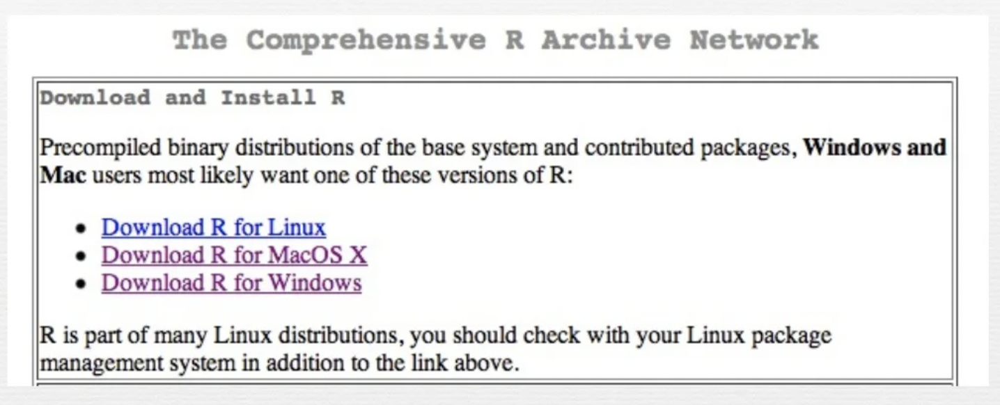 The Comprehensive R Archive Network
Download and Install R
Precompiled binary distributions of the base system and contributed packages, Windows and
Mac users most likely want one of these versions of R:
Download R for Linux
Download R for MacOS X
Download R for Windows
R is part of many Linux distributions, you should check with your Linux package
management system in addition to the link above.